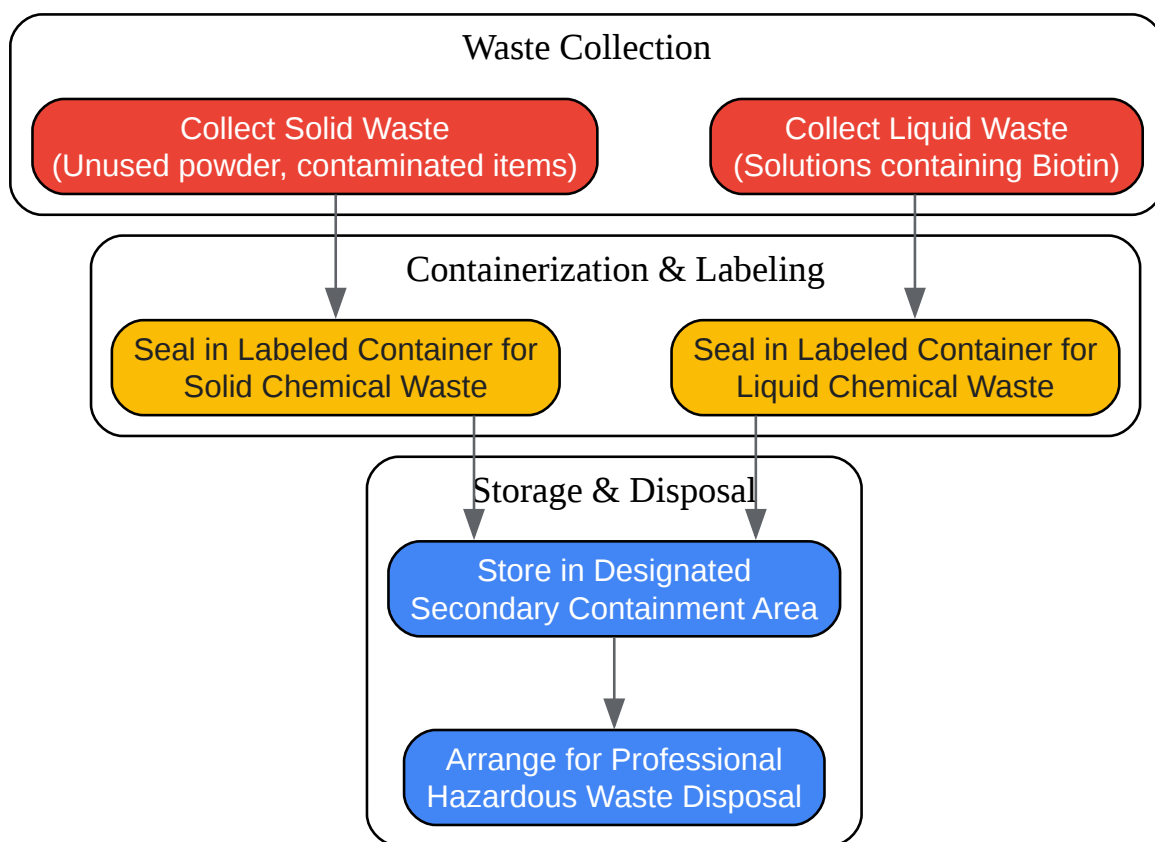 Waste Collection
Collect Solid Waste
(Unused powder, contaminated items)
Collect Liquid Waste
(Solutions containing Biotin)
Containerization & Labeling
Seal in Labeled Container for
Solid Chemical Waste
Seal in Labeled Container for
Liquid Chemical Waste
Storage & Disposal
Store in Designated
Secondary Containment Area
Arrange for Professional
Hazardous Waste Disposal